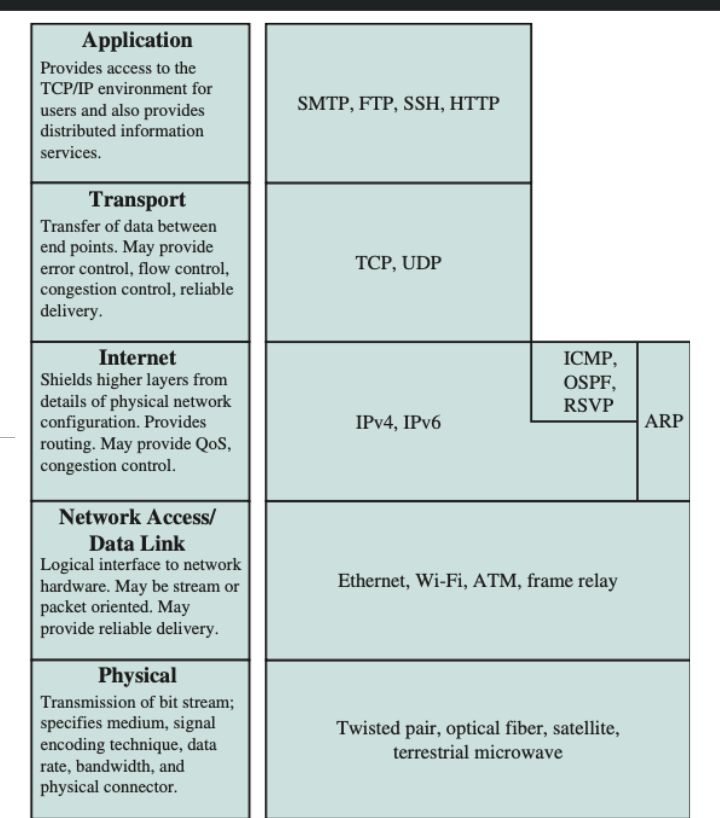 Application
Provides access to the
TCP/IP environment for
users and also provides
distributed information
services.
SMTP, FTP, SSH, HTTP
Transport
Transfer of data between
end points. May provide
error control, flow control,
congestion control, reliable
delivery.
TCP, UDP
Internet
Shields higher layers from
details of physical network
configuration. Provides
routing. May provide QoS,
congestion control.
IPv4, IPv6
ICMP,
OSPF,
RSVP
ARP
Network Access/
Data Link
Logical interface to network
hardware. May be stream or
packet oriented. May
provide reliable delivery.
Ethernet, Wi-Fi, ATM, frame relay
Physical
Transmission of bit stream;
specifies medium, signal
encoding technique, data
rate, bandwidth, and
physical connector.
Twisted pair, optical fiber, satellite,
terrestrial microwave